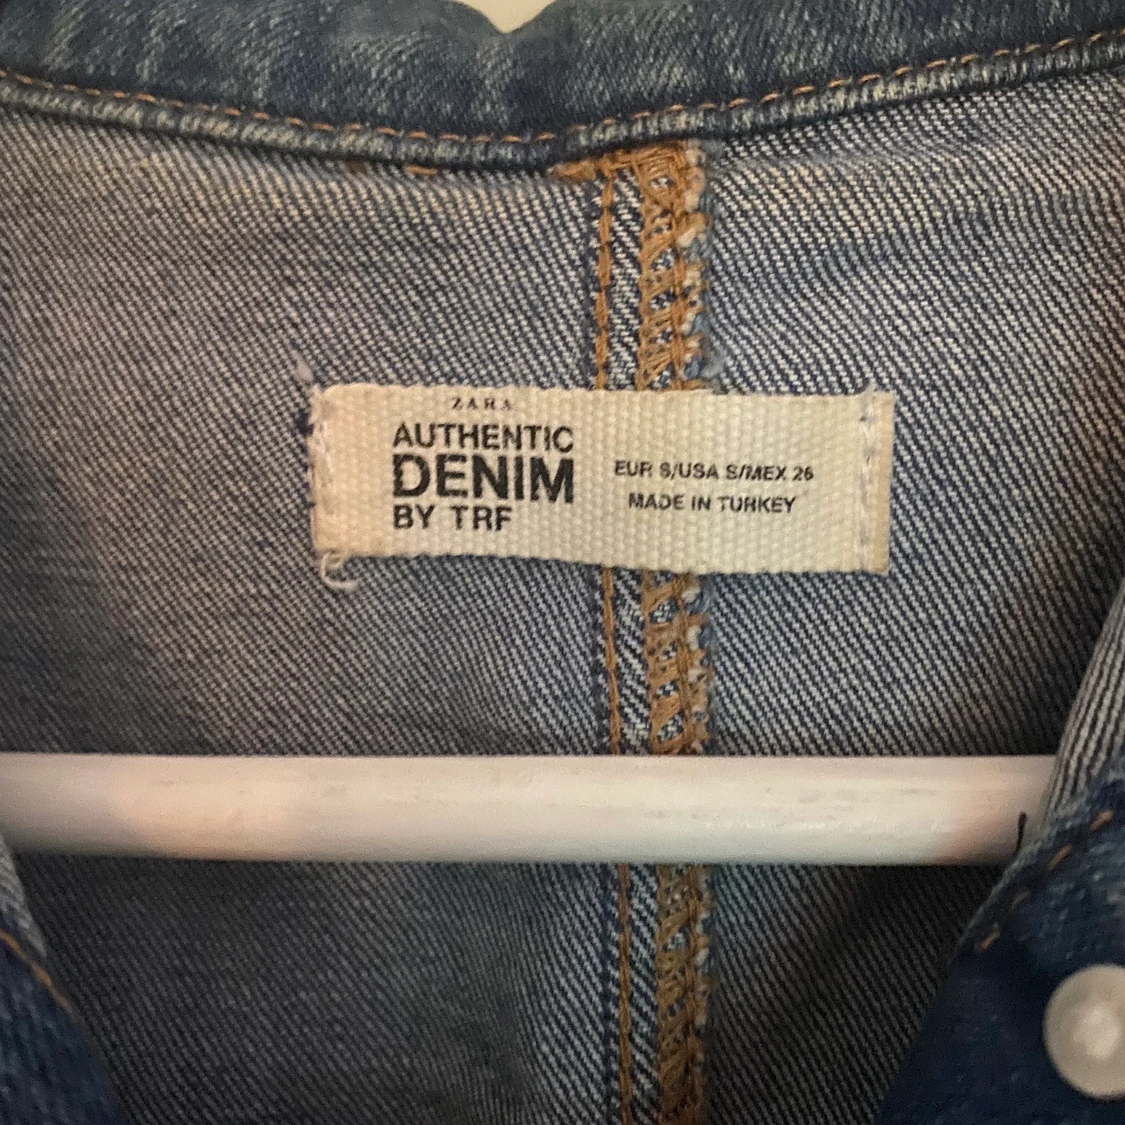 ZARA
AUTHENTIC
DENIM
BY TRF
EUR S/USA S/MEX 26
MADE IN TURKEY